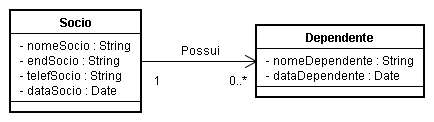 Socio
- nomeSocio : String
- endSocio : String
- telefSocio : String
- dataSocio : Date
Possui
1
0..*
Dependente
- nomeDependente : String
- dataDependente : Date